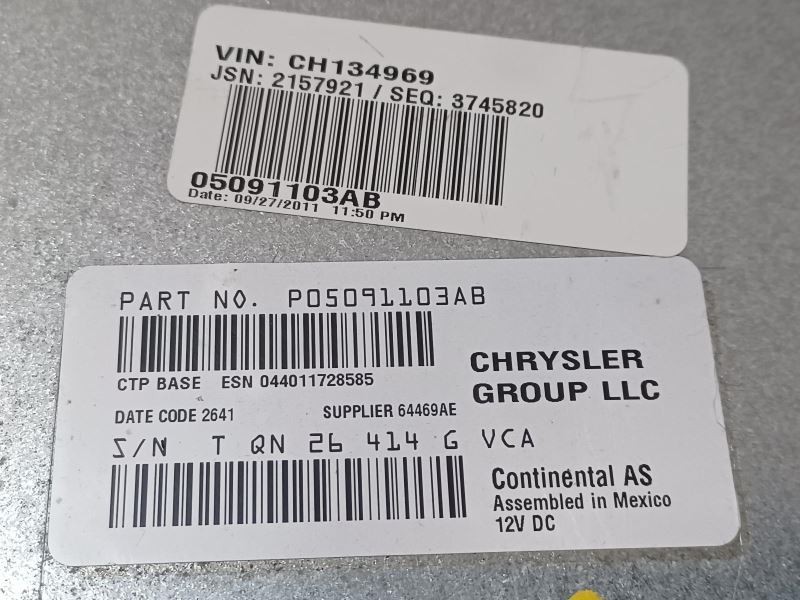 VIN: CH134969
JSN: 2157921 / SEQ: 3745820
05091103AB
Date: 09/27/2011 11:50 PM
PART NO. P05091103AB
CTP BASE ESN 044011728585
CHRYSLER
GROUP LLC
DATE CODE 2641 SUPPLIER 64469AE
S/N T QN 26 414 G VCA
Continental AS
Assembled in Mexico
12V DC